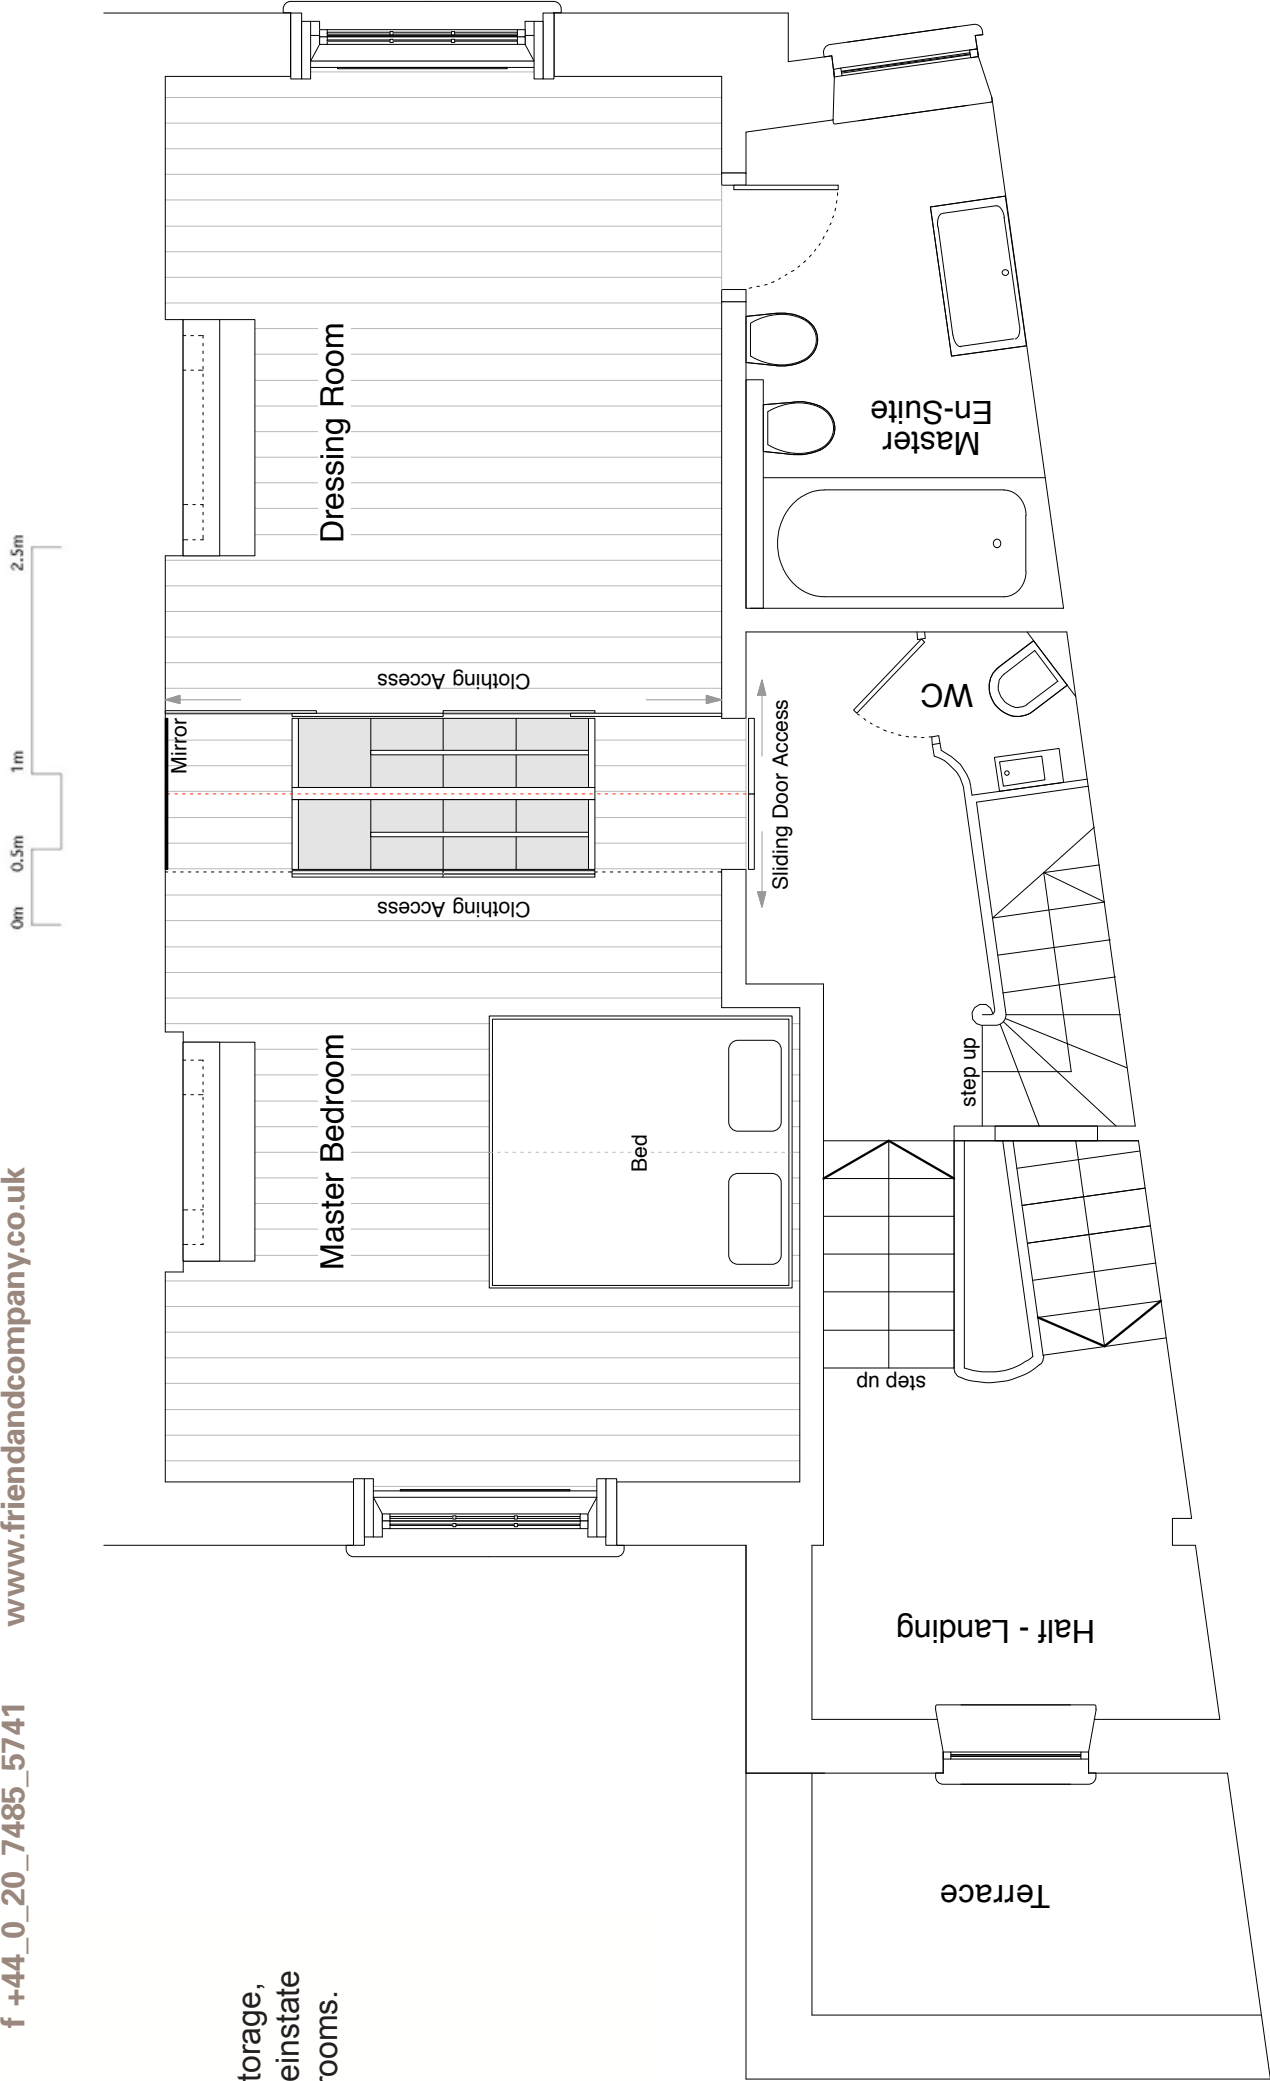 f +44_0_20_7485_5741 www.friendandcompany.co.uk
0m 0.5m 1m 2.5m
torage,
einstate
rooms.
Master Bedroom
Bed
Clothing Access
Mirror
Clothing Access
Dressing Room
Sliding Door Access
Master
En-Suite
WC
step up
step up
Half - Landing
Terrace